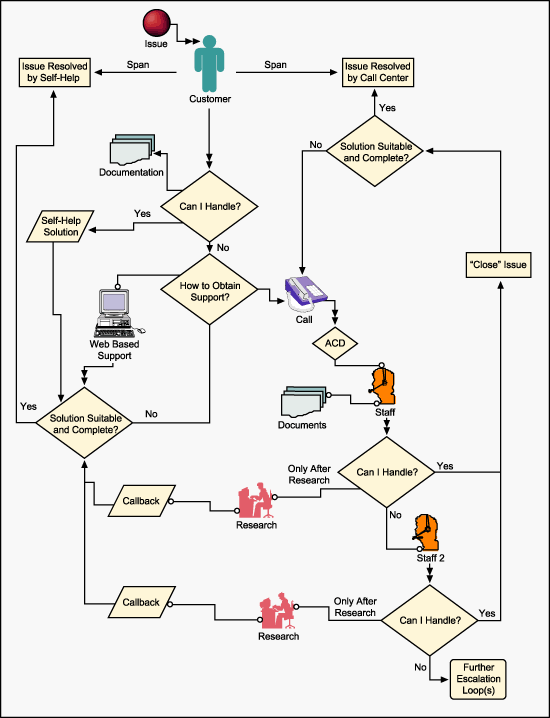 Issue
Issue Resolved
by Self-Help
Span
Span
Issue Resolved
by Call Center
Customer
Yes
No
Solution Suitable
and Complete?
Documentation
Can I Handle?
Yes
Self-Help
Solution
No
How to Obtain
Support?
"Close" Issue
Call
Web Based
Support
ACD
Yes
Solution Suitable
and Complete?
No
Documents
Staff
Only After
Research
Can I Handle?
Yes
Callback
Research
No
Staff 2
Callback
Research
Only After
Research
Can I Handle?
Yes
No
Further
Escalation
Loop(s)